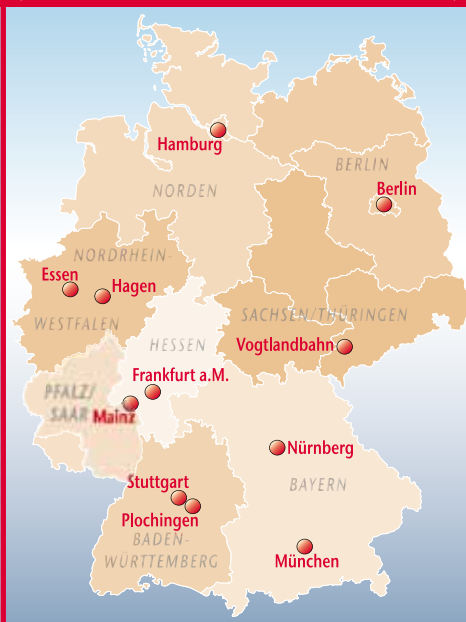 Hamburg
NORDEN
BERLIN
Berlin
NORDRHEIN-
WESTFALEN
Essen
Hagen
SACHSEN/THÜRINGEN
Vogtlandbahn
HESSEN
Frankfurt a.M.
PFALZ/
SAAR
Mainz
Nürnberg
BAYERN
Stuttgart
Plochingen
BADEN-
WÜRTTEMBERG
München